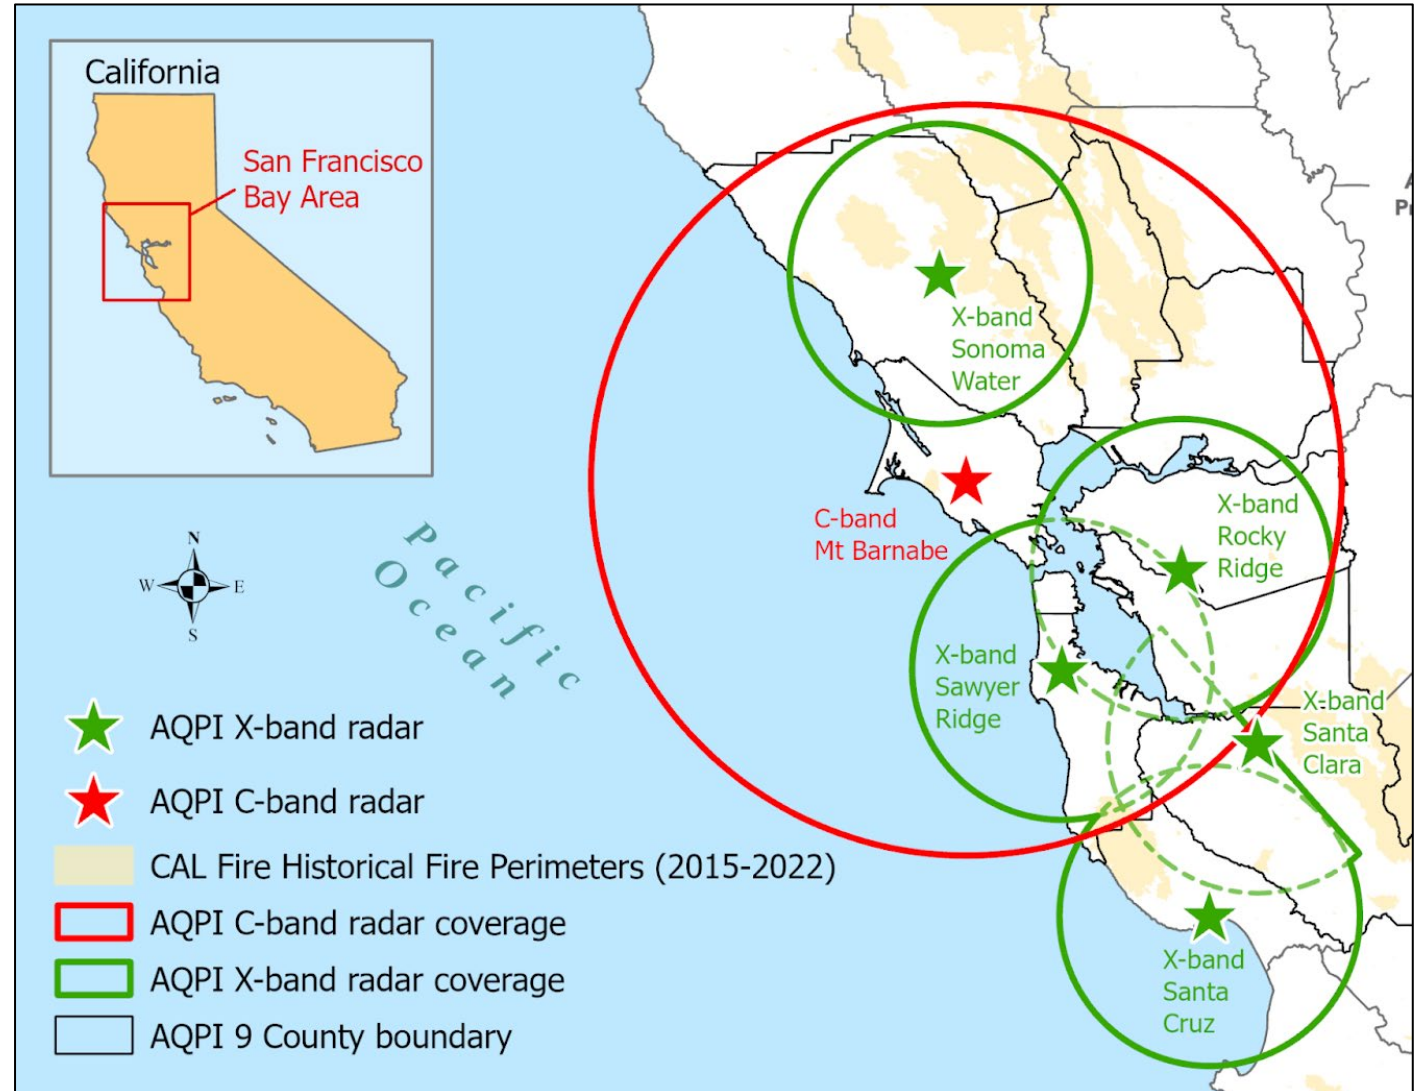 California
San Francisco
Bay Area
X-band
Sonoma
Water
C-band
Mt Barnabe
X-band
Rocky
Ridge
Pacific
Ocean
N
W
E
S
X-band
Sawyer
Ridge
X-band
Santa
Clara
X-band
Santa
Cruz
AQPI X-band radar
AQPI C-band radar
CAL Fire Historical Fire Perimeters (2015-2022)
AQPI C-band radar coverage
AQPI X-band radar coverage
AQPI 9 County boundary